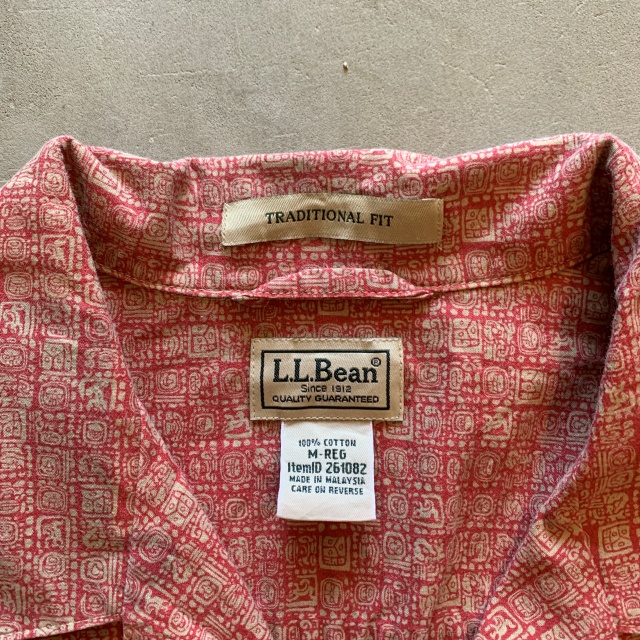 TRADITIONAL FIT
L.L.Bean®
Since 1912
QUALITY GUARANTEED
100% COTTON
M-REG
ItemID 261082
MADE IN MALAYSIA
CARE ON REVERSE